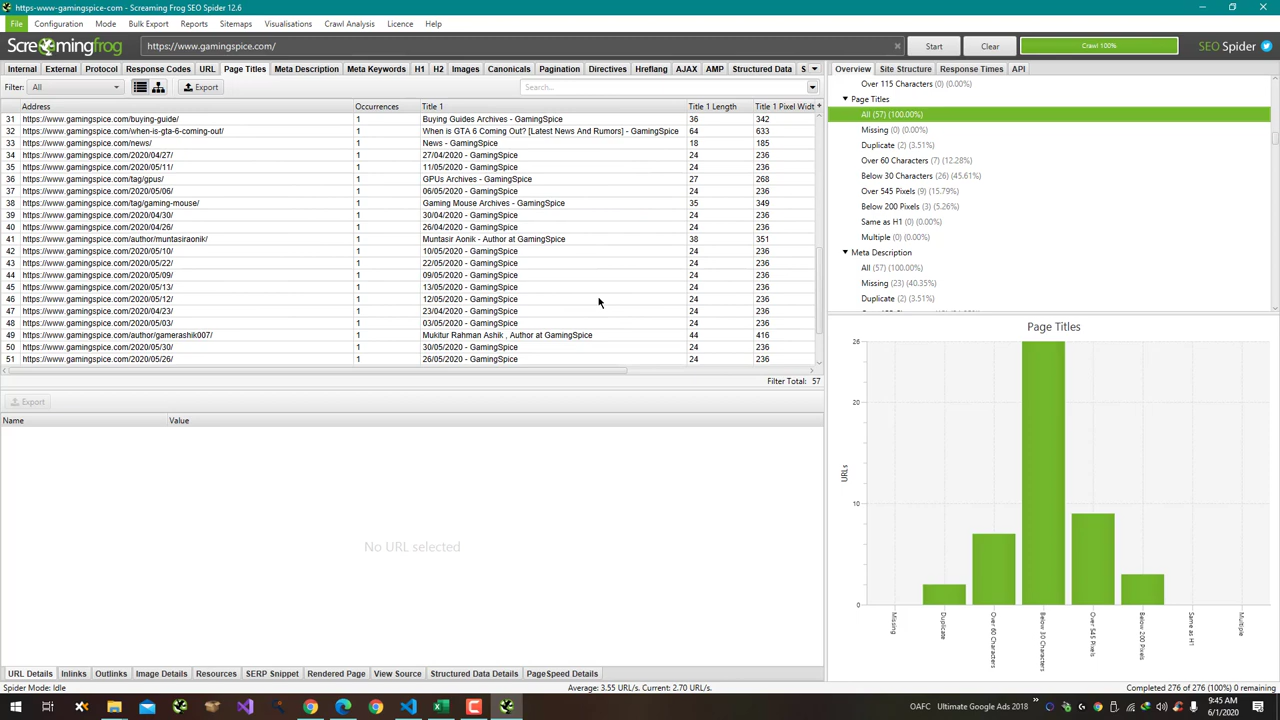 https-www-gamingspice-com - Screaming Frog SEO Spider 12.6
File Configuration Mode Bulk Export Reports Sitemaps Visualisations Crawl Analysis Licence Help
Screamingfrog https://www.gamingspice.com/ Start Clear Crawl 100% SEO Spider
Internal External Protocol Response Codes URL Page Titles Meta Description Meta Keywords H1 H2 Images Canonicals Pagination Directives Hreflang AJAX AMP Structured Data S
Filter: All Export Search...
Address Occurrences Title 1 Title 1 Length Title 1 Pixel Widt
31 https://www.gamingspice.com/buying-guide/ 1 Buying Guides Archives - GamingSpice 36 342
32 https://www.gamingspice.com/when-is-gta-6-coming-out/ 1 When is GTA 6 Coming Out? [Latest News And Rumors] - GamingSpice 64 633
33 https://www.gamingspice.com/news/ 1 News - GamingSpice 18 185
34 https://www.gamingspice.com/2020/04/27/ 1 27/04/2020 - GamingSpice 24 236
35 https://www.gamingspice.com/2020/05/11/ 1 11/05/2020 - GamingSpice 24 236
36 https://www.gamingspice.com/tag/gpus/ 1 GPUs Archives - GamingSpice 27 268
37 https://www.gamingspice.com/2020/05/06/ 1 06/05/2020 - GamingSpice 24 236
38 https://www.gamingspice.com/tag/gaming-mouse/ 1 Gaming Mouse Archives - GamingSpice 35 349
39 https://www.gamingspice.com/2020/04/30/ 1 30/04/2020 - GamingSpice 24 236
40 https://www.gamingspice.com/2020/04/26/ 1 26/04/2020 - GamingSpice 24 236
41 https://www.gamingspice.com/author/muntasiraonik/ 1 Muntasir Aonik - Author at GamingSpice 38 351
42 https://www.gamingspice.com/2020/05/10/ 1 10/05/2020 - GamingSpice 24 236
43 https://www.gamingspice.com/2020/05/22/ 1 22/05/2020 - GamingSpice 24 236
44 https://www.gamingspice.com/2020/05/09/ 1 09/05/2020 - GamingSpice 24 236
45 https://www.gamingspice.com/2020/05/13/ 1 13/05/2020 - GamingSpice 24 236
46 https://www.gamingspice.com/2020/05/12/ 1 12/05/2020 - GamingSpice 24 236
47 https://www.gamingspice.com/2020/04/23/ 1 23/04/2020 - GamingSpice 24 236
48 https://www.gamingspice.com/2020/05/03/ 1 03/05/2020 - GamingSpice 24 236
49 https://www.gamingspice.com/author/gamerashik007/ 1 Mukitur Rahman Ashik , Author at GamingSpice 44 416
50 https://www.gamingspice.com/2020/05/30/ 1 30/05/2020 - GamingSpice 24 236
51 https://www.gamingspice.com/2020/05/26/ 1 26/05/2020 - GamingSpice 24 236
Filter Total: 57
Export
Name Value
No URL selected
URL Details Inlinks Outlinks Image Details Resources SERP Snippet Rendered Page View Source Structured Data Details PageSpeed Details
Overview Site Structure Response Times API
Over 115 Characters (0) (0.00%)
Page Titles
All (57) (100.00%)
Missing (0) (0.00%)
Duplicate (2) (3.51%)
Over 60 Characters (7) (12.28%)
Below 30 Characters (26) (45.61%)
Over 545 Pixels (9) (15.79%)
Below 200 Pixels (3) (5.26%)
Same as H1 (0) (0.00%)
Multiple (0) (0.00%)
Meta Description
All (57) (100.00%)
Missing (23) (40.35%)
Duplicate (2) (3.51%)
Page Titles
26
20
10
0
URLs
Missing
Duplicate
Over 60 Characters
Below 30 Characters
Over 545 Pixels
Below 200 Pixels
Same as H1
Multiple
Spider Mode: Idle Average: 3.55 URL/s. Current: 2.70 URL/s. Completed 276 of 276 (100%) 0 remaining
OAFC Ultimate Google Ads 2018
9:45 AM
6/1/2020